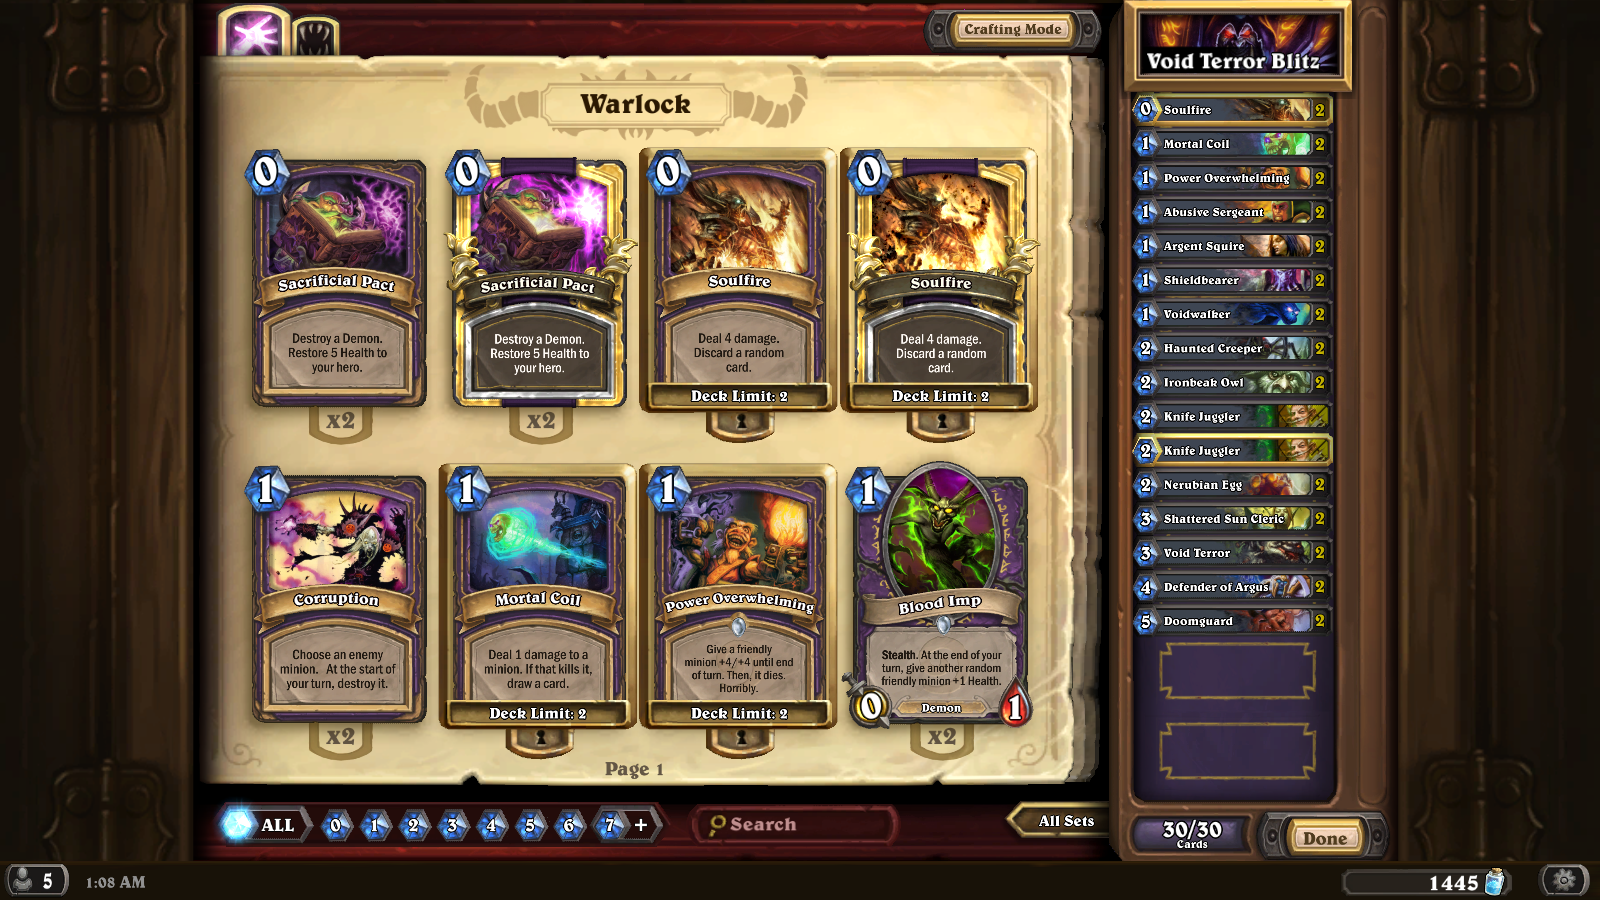 Crafting Mode
Warlock
0
Sacrificial Pact
Destroy a Demon.
Restore 5 Health to
your hero.
x2
0
Sacrificial Pact
Destroy a Demon.
Restore 5 Health to
your hero.
x2
0
Soulfire
Deal 4 damage.
Discard a random
card.
Deck Limit: 2
0
Soulfire
Deal 4 damage.
Discard a random
card.
Deck Limit: 2
1
Corruption
Choose an enemy
minion. At the start of
your turn, destroy it.
x2
1
Mortal Coil
Deal 1 damage to a
minion. If that kills it,
draw a card.
Deck Limit: 2
1
Power Overwhelming
Give a friendly
minion +4/+4 until end
of turn. Then, it dies.
Horribly.
Deck Limit: 2
1
Blood Imp
Stealth. At the end of your
turn, give another random
friendly minion +1 Health.
0 Demon 1
x2
Page 1
ALL 0 1 2 3 4 5 6 7 +
Search
All Sets
Void Terror Blitz
0 Soulfire 2
1 Mortal Coil 2
1 Power Overwhelming 2
1 Abusive Sergeant 2
1 Argent Squire 2
1 Shieldbearer 2
1 Voidwalker 2
2 Haunted Creeper 2
2 Ironbeak Owl 2
2 Knife Juggler
2 Knife Juggler
2 Nerubian Egg 2
3 Shattered Sun Cleric 2
3 Void Terror 2
4 Defender of Argus 2
5 Doomguard 2
30/30
Cards
Done
5
1:08 AM
1445